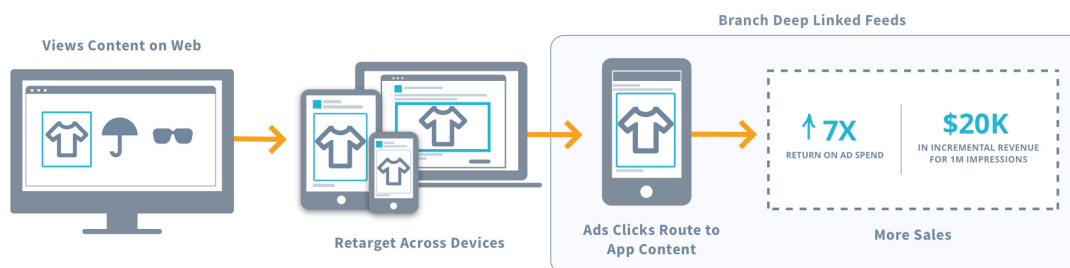 Branch Deep Linked Feeds
Views Content on Web
7X
RETURN ON AD SPEND
$20K
IN INCREMENTAL REVENUE
FOR 1M IMPRESSIONS
Retarget Across Devices
Ads Clicks Route to
App Content
More Sales